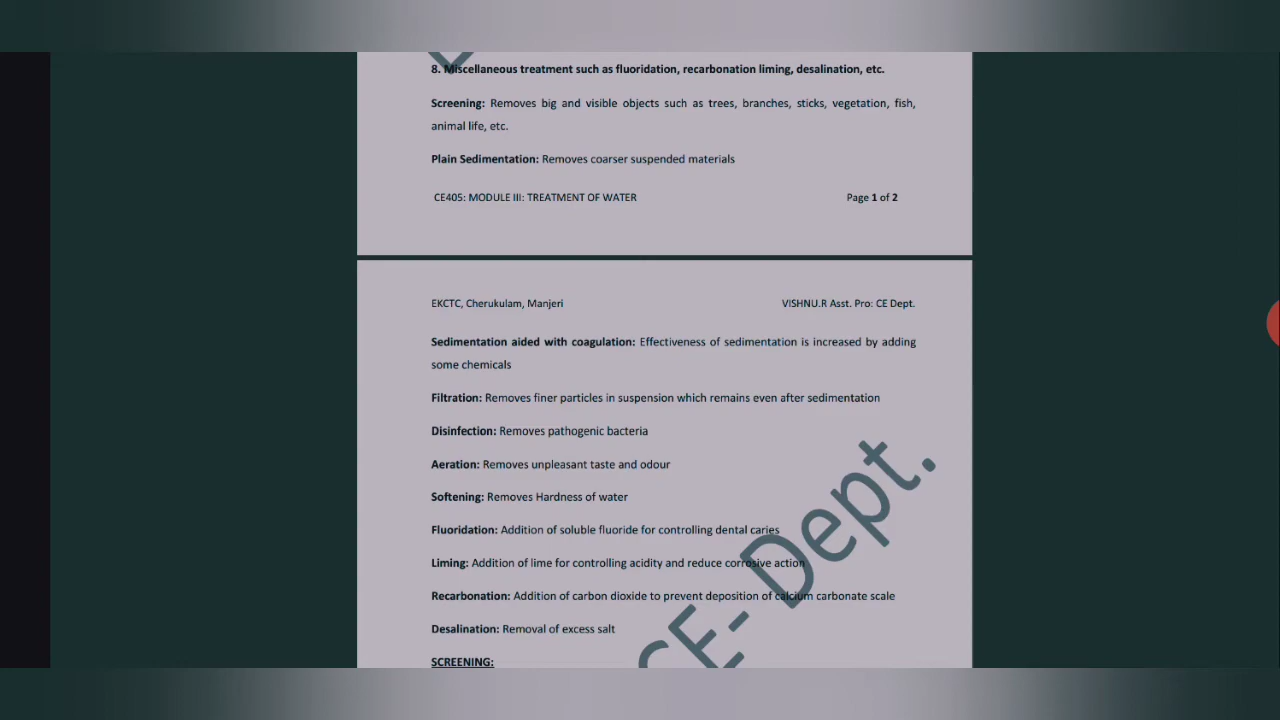 8. Miscellaneous treatment such as fluoridation, recarbonation liming, desalination, etc.
Screening: Removes big and visible objects such as trees, branches, sticks, vegetation, fish,
animal life, etc.
Plain Sedimentation: Removes coarser suspended materials
CE405: MODULE III: TREATMENT OF WATER Page 1 of 2
EKCTC, Cherukulam, Manjeri VISHNU.R Asst. Pro: CE Dept.
Sedimentation aided with coagulation: Effectiveness of sedimentation is increased by adding
some chemicals
Filtration: Removes finer particles in suspension which remains even after sedimentation
Disinfection: Removes pathogenic bacteria
Aeration: Removes unpleasant taste and odour
Softening: Removes Hardness of water
Fluoridation: Addition of soluble fluoride for controlling dental caries
Liming: Addition of lime for controlling acidity and reduce corrosive action
Recarbonation: Addition of carbon dioxide to prevent deposition of calcium carbonate scale
Desalination: Removal of excess salt
SCREENING:
CE- Dept.